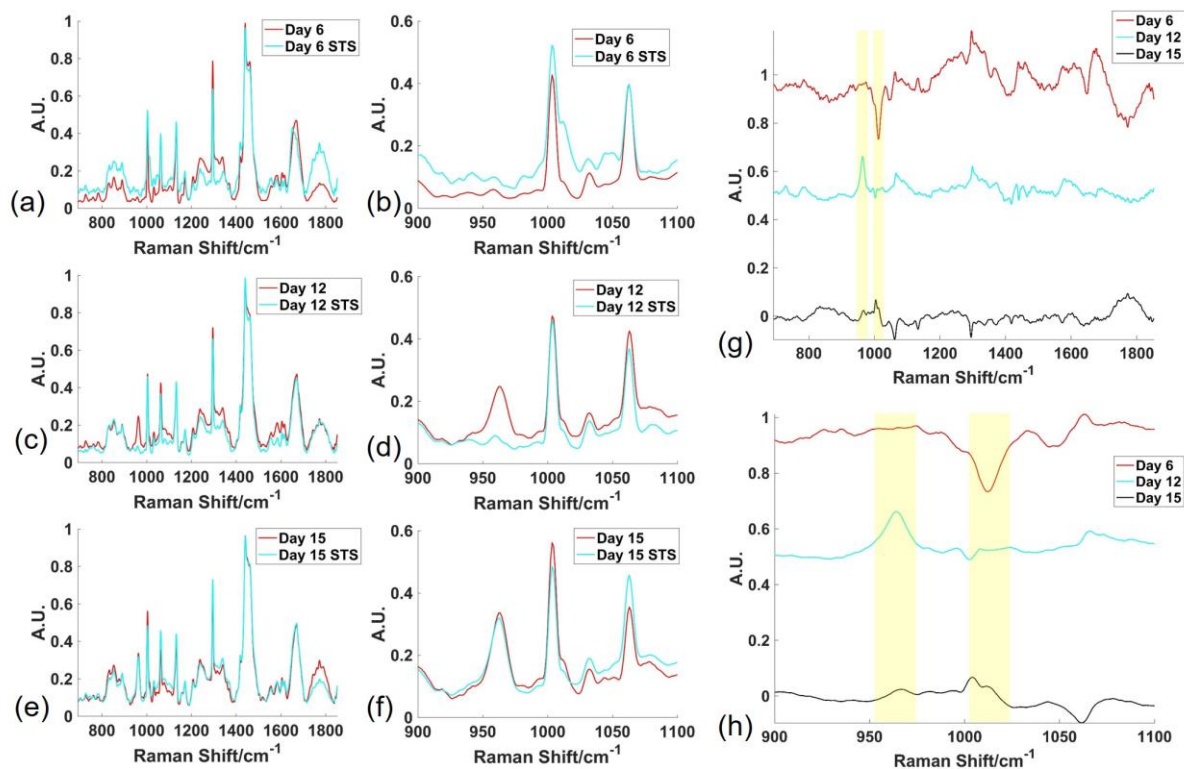 (a)
1
0.8
0.6
0.4
0.2
0
A.U.
800 1000 1200 1400 1600 1800
Raman Shift/cm⁻¹
Day 6
Day 6 STS
(b)
0.6
0.4
0.2
0
A.U.
900 950 1000 1050 1100
Raman Shift/cm⁻¹
Day 6
Day 6 STS
(c)
1
0.8
0.6
0.4
0.2
0
A.U.
800 1000 1200 1400 1600 1800
Raman Shift/cm⁻¹
Day 12
Day 12 STS
(d)
0.6
0.4
0.2
0
A.U.
900 950 1000 1050 1100
Raman Shift/cm⁻¹
Day 12
Day 12 STS
(e)
1
0.8
0.6
0.4
0.2
0
A.U.
800 1000 1200 1400 1600 1800
Raman Shift/cm⁻¹
Day 15
Day 15 STS
(f)
0.6
0.4
0.2
0
A.U.
900 950 1000 1050 1100
Raman Shift/cm⁻¹
Day 15
Day 15 STS
(g)
1
0.8
0.6
0.4
0.2
0
A.U.
800 1000 1200 1400 1600 1800
Raman Shift/cm⁻¹
Day 6
Day 12
Day 15
(h)
1
0.8
0.6
0.4
0.2
0
A.U.
900 950 1000 1050 1100
Raman Shift/cm⁻¹
Day 6
Day 12
Day 15